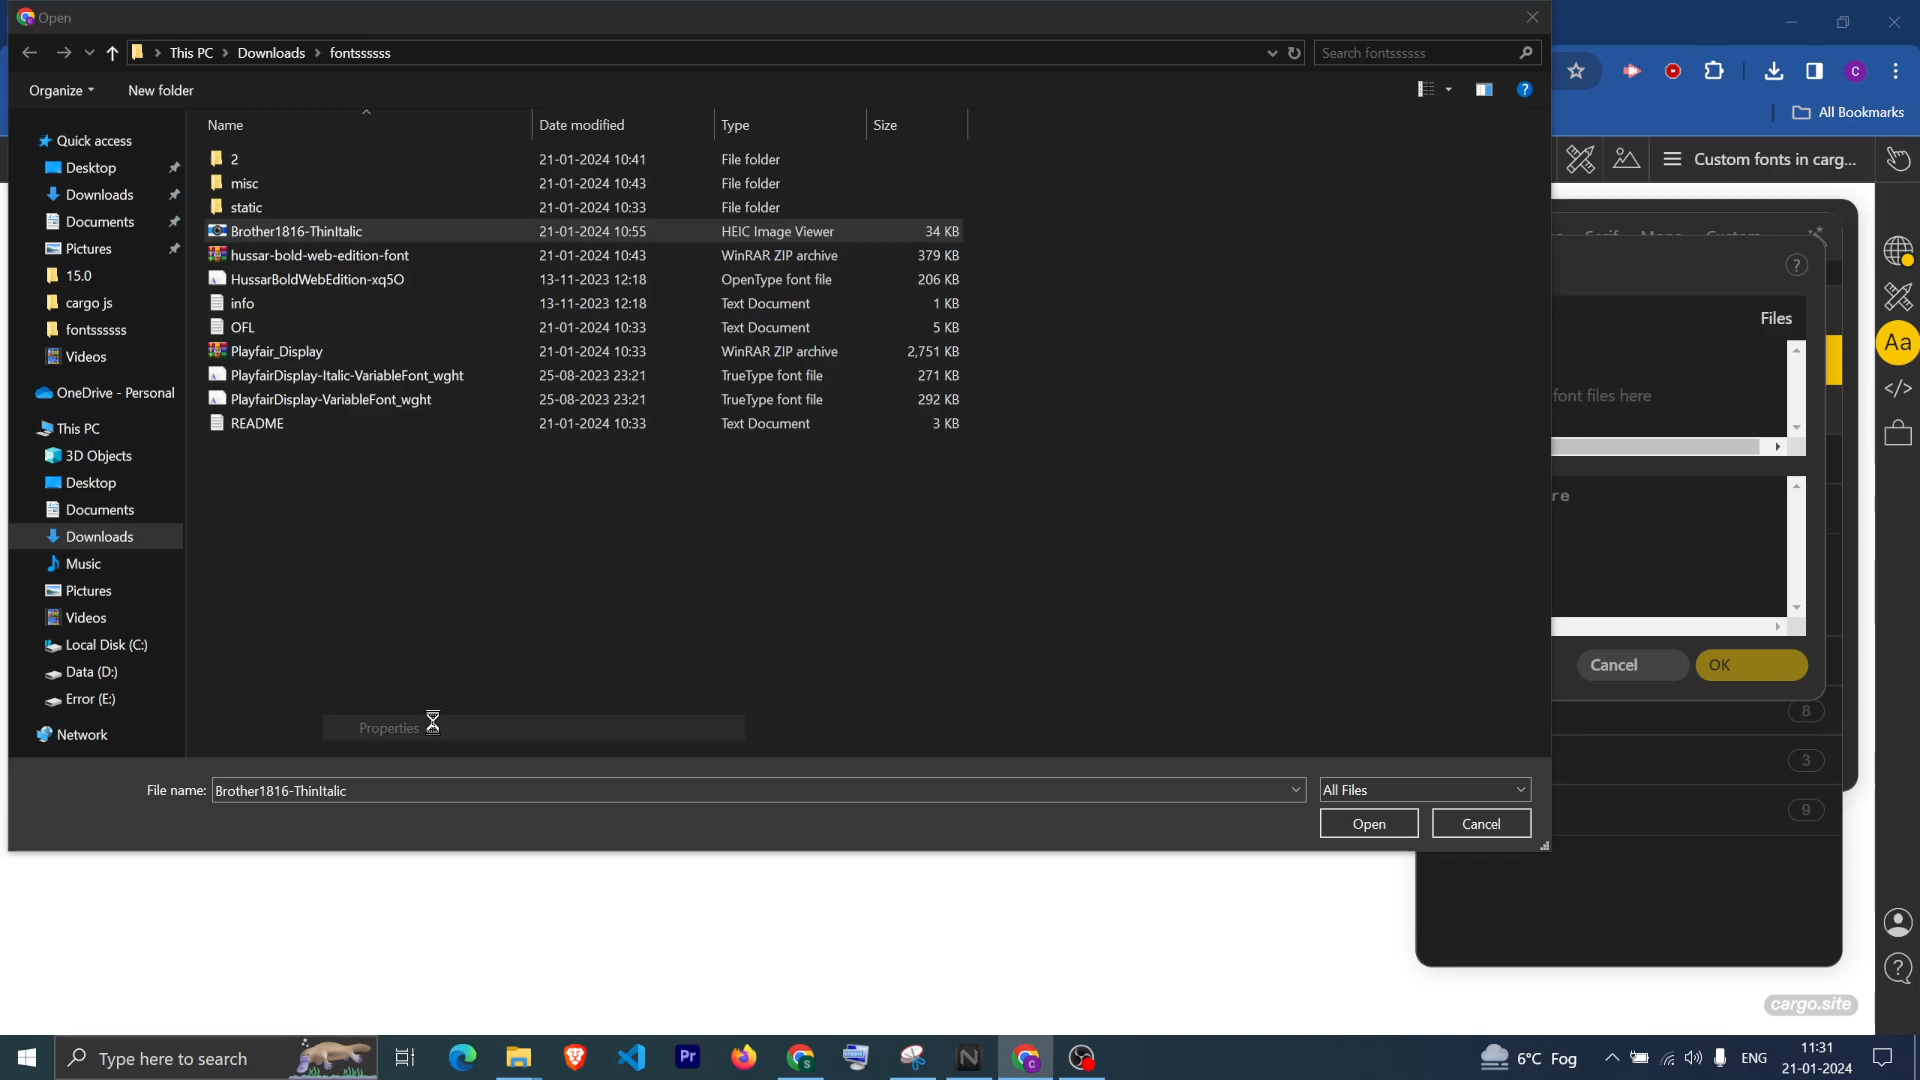 Open
This PC > Downloads > fontssssss
Search fontssssss
Organize
New folder
All Bookmarks
Custom fonts in carg...
Name
Date modified
Type
Size
2
21-01-2024 10:41
File folder
misc
21-01-2024 10:43
File folder
static
21-01-2024 10:33
File folder
Brother1816-ThinItalic
21-01-2024 10:55
HEIC Image Viewer
34 KB
hussar-bold-web-edition-font
21-01-2024 10:43
WinRAR ZIP archive
379 KB
HussarBoldWebEdition-xq5O
13-11-2023 12:18
OpenType font file
206 KB
info
13-11-2023 12:18
Text Document
1 KB
OFL
21-01-2024 10:33
Text Document
5 KB
Playfair_Display
21-01-2024 10:33
WinRAR ZIP archive
2,751 KB
PlayfairDisplay-Italic-VariableFont_wght
25-08-2023 23:21
TrueType font file
271 KB
PlayfairDisplay-VariableFont_wght
25-08-2023 23:21
TrueType font file
292 KB
README
21-01-2024 10:33
Text Document
3 KB
Quick access
Desktop
Downloads
Documents
Pictures
15.0
cargo js
fontssssss
Videos
OneDrive - Personal
This PC
3D Objects
Desktop
Documents
Downloads
Music
Pictures
Videos
Local Disk (C:)
Data (D:)
Error (E:)
Network
Properties
File name:
Brother1816-ThinItalic
All Files
Open
Cancel
Serif
Mono
Custom
?
Files
font files here
re
Cancel
OK
8
3
9
Aa
</>
C
cargo.site
Type here to search
6°C Fog
ENG
11:31
21-01-2024